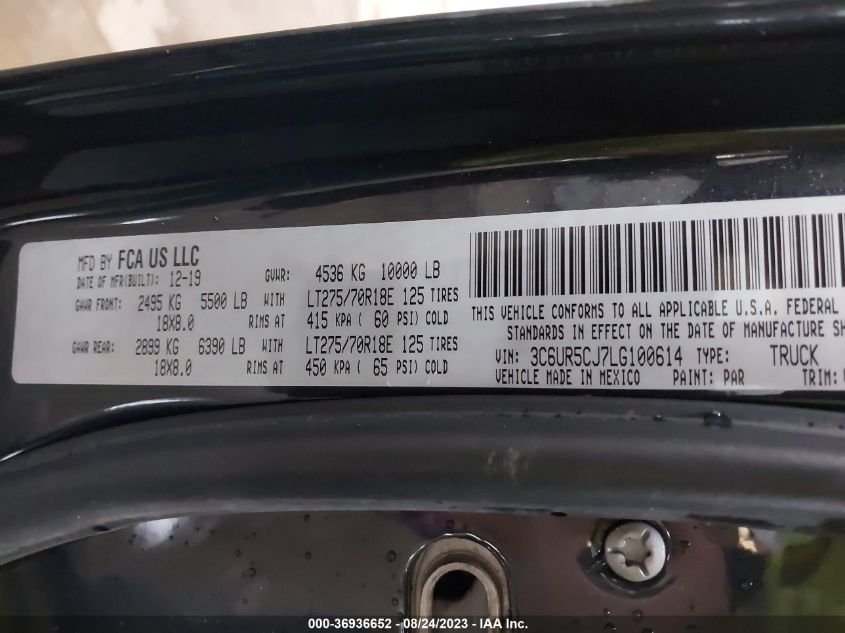 MFD BY FCA US LLC
DATE OF MFR(BUILT): 12-19 GVWR: 4536 KG 10000 LB
GAWR FRONT: 2495 KG 5500 LB WITH LT275/70R18E 125 TIRES
18X8.0 RIMS AT 415 KPA ( 60 PSI) COLD
GAWR REAR: 2899 KG 6390 LB WITH LT275/70R18E 125 TIRES
18X8.0 RIMS AT 450 KPA ( 65 PSI) COLD
THIS VEHICLE CONFORMS TO ALL APPLICABLE U.S.A. FEDERAL
STANDARDS IN EFFECT ON THE DATE OF MANUFACTURE
VIN: 3C6UR5CJ7LG100614 TYPE: TRUCK
VEHICLE MADE IN MEXICO PAINT: PAR TRIM:
000-36936652 - 08/24/2023 - IAA Inc.